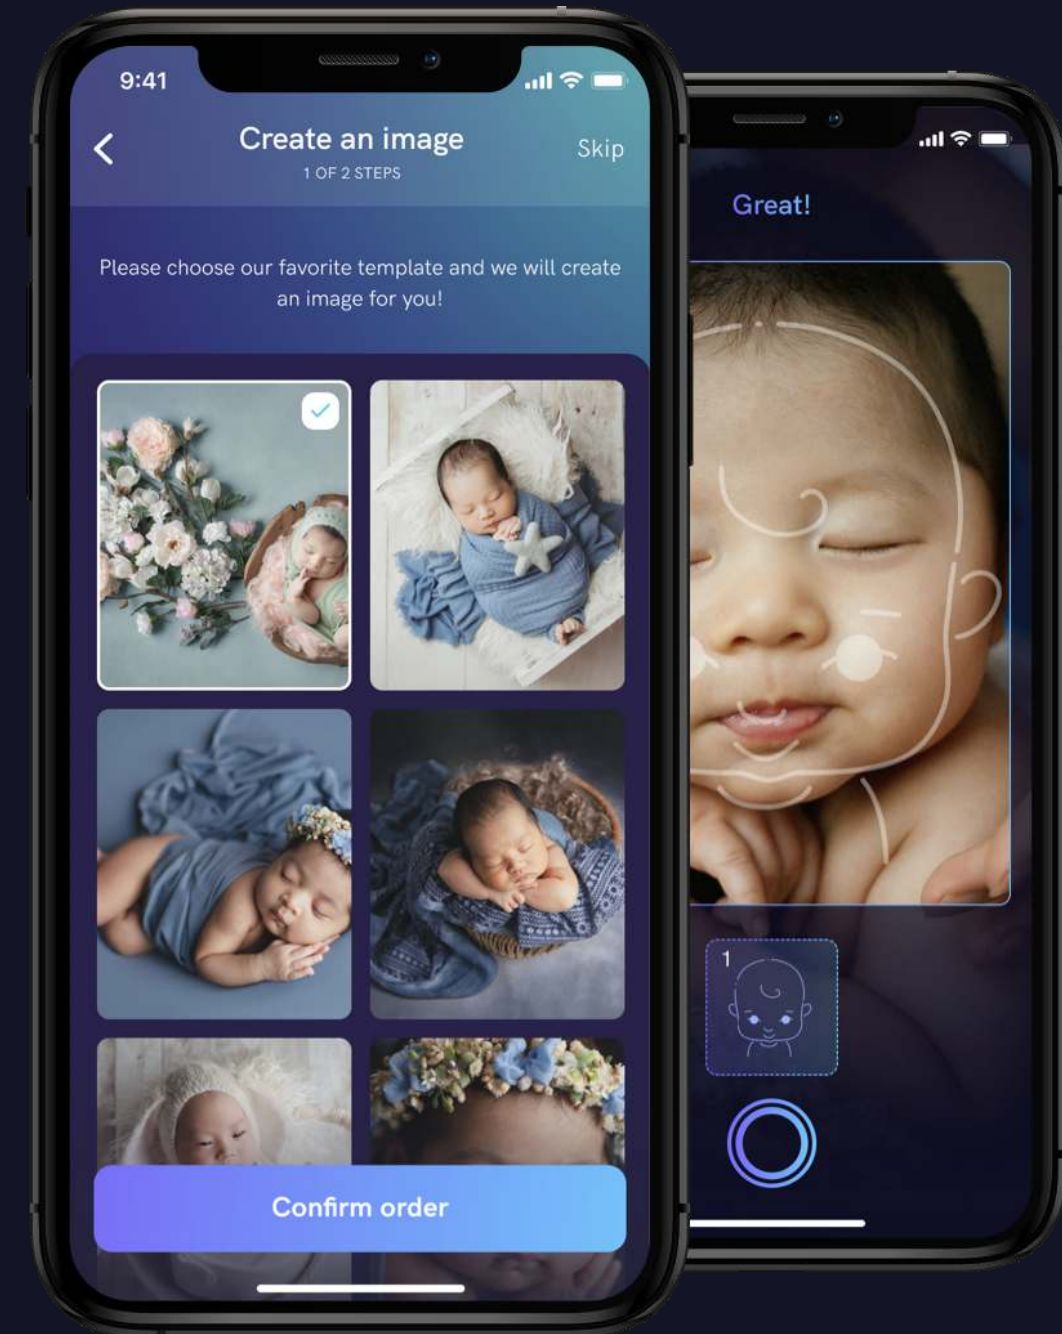 9:41
Create an image
Skip
1 OF 2 STEPS
Please choose our favorite template and we will create
an image for you!
Confirm order
Great!
1